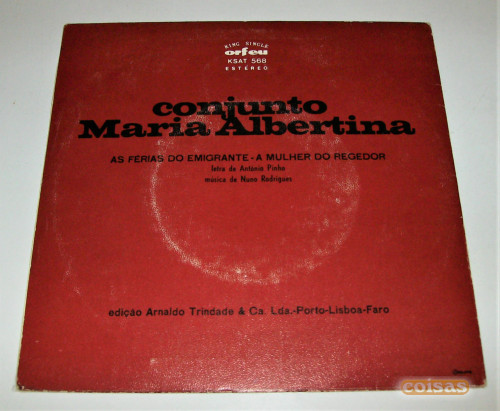 KING SINGLE
orfeu
KSAT 568
ESTÉREO
conjunto
Maria Albertina
AS FÉRIAS DO EMIGRANTE - A MULHER DO REGEDOR
letra de António Pinho
música de Nuno Rodrigues
edição Arnaldo Trindade & Ca. Lda.-Porto-Lisboa-Faro
coisas